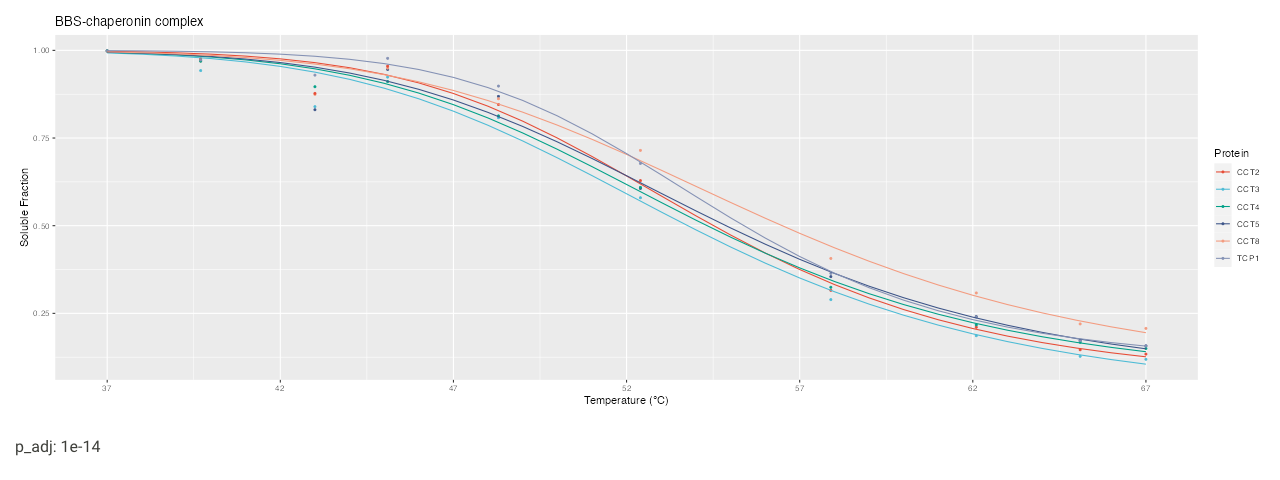 BBS-chaperonin complex
1.00
0.75
0.50
0.25
Soluble Fraction
37 42 47 52 57 62 67
Temperature (°C)
Protein
CCT2
CCT3
CCT4
CCT5
CCT8
TCP1
p_adj: 1e-14